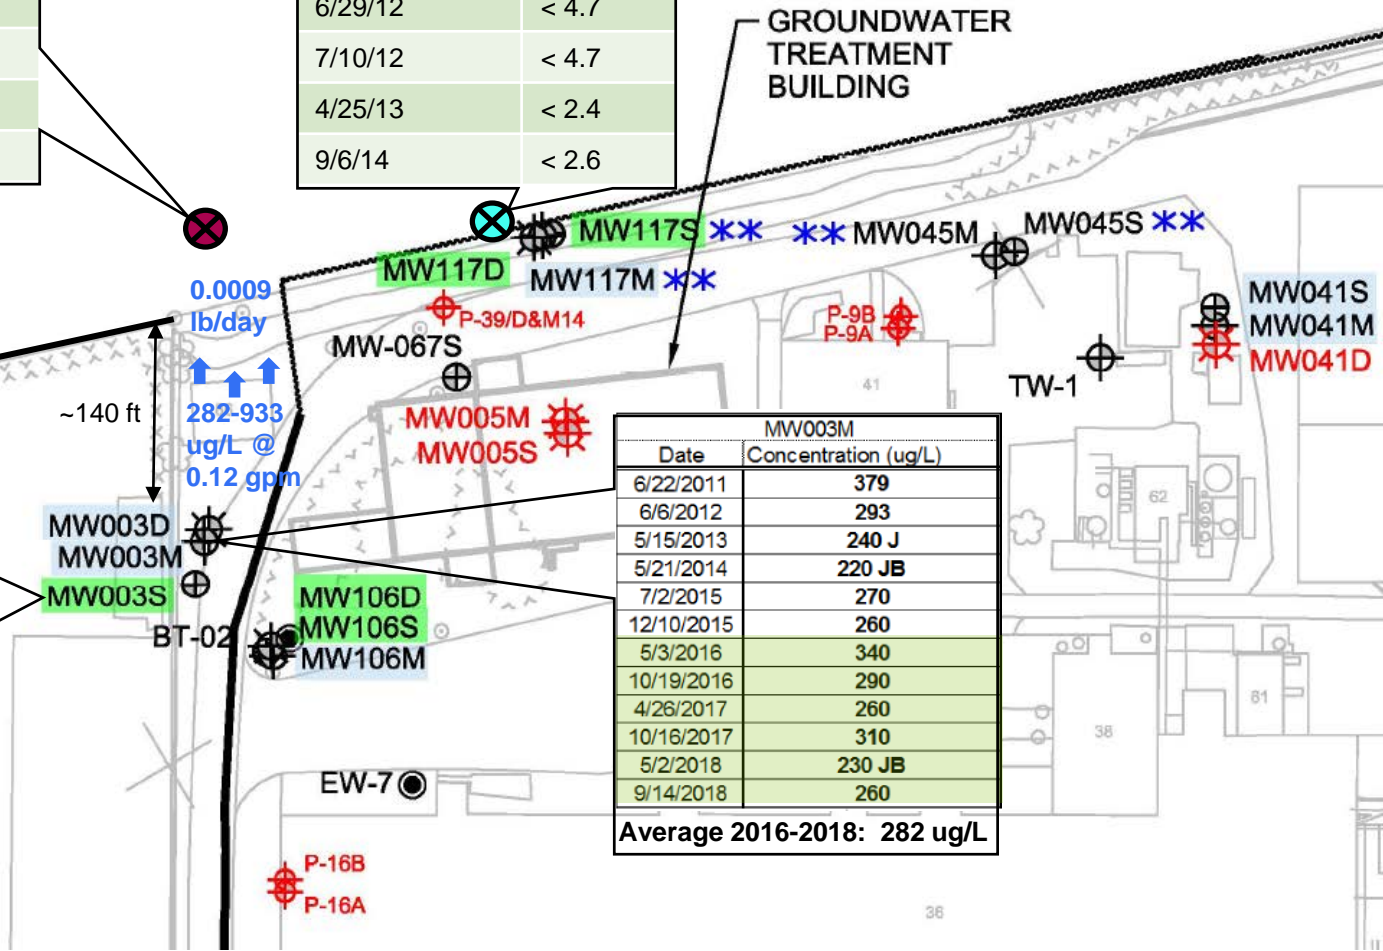 6/29/12 < 4.7
7/10/12 < 4.7
4/25/13 < 2.4
9/6/14 < 2.6
GROUNDWATER
TREATMENT
BUILDING
MW117S ** ** MW045M
MW045S **
MW117D
MW117M **
0.0009
lb/day
P-39/D&M14
P-9B
P-9A
MW041S
MW041M
MW041D
MW-067S
TW-1
41
~140 ft
282-933
ug/L @
0.12 gpm
MW005M
MW005S
MW003M
Date Concentration (ug/L)
6/22/2011 379
6/6/2012 293
5/15/2013 240 J
5/21/2014 220 JB
7/2/2015 270
12/10/2015 260
5/3/2016 340
10/19/2016 290
4/26/2017 260
10/16/2017 310
5/2/2018 230 JB
9/14/2018 260
Average 2016-2018: 282 ug/L
62
MW003D
MW003M
MW003S
MW106D
MW106S
MW106M
BT-02
81
38
EW-7
P-16B
P-16A
36